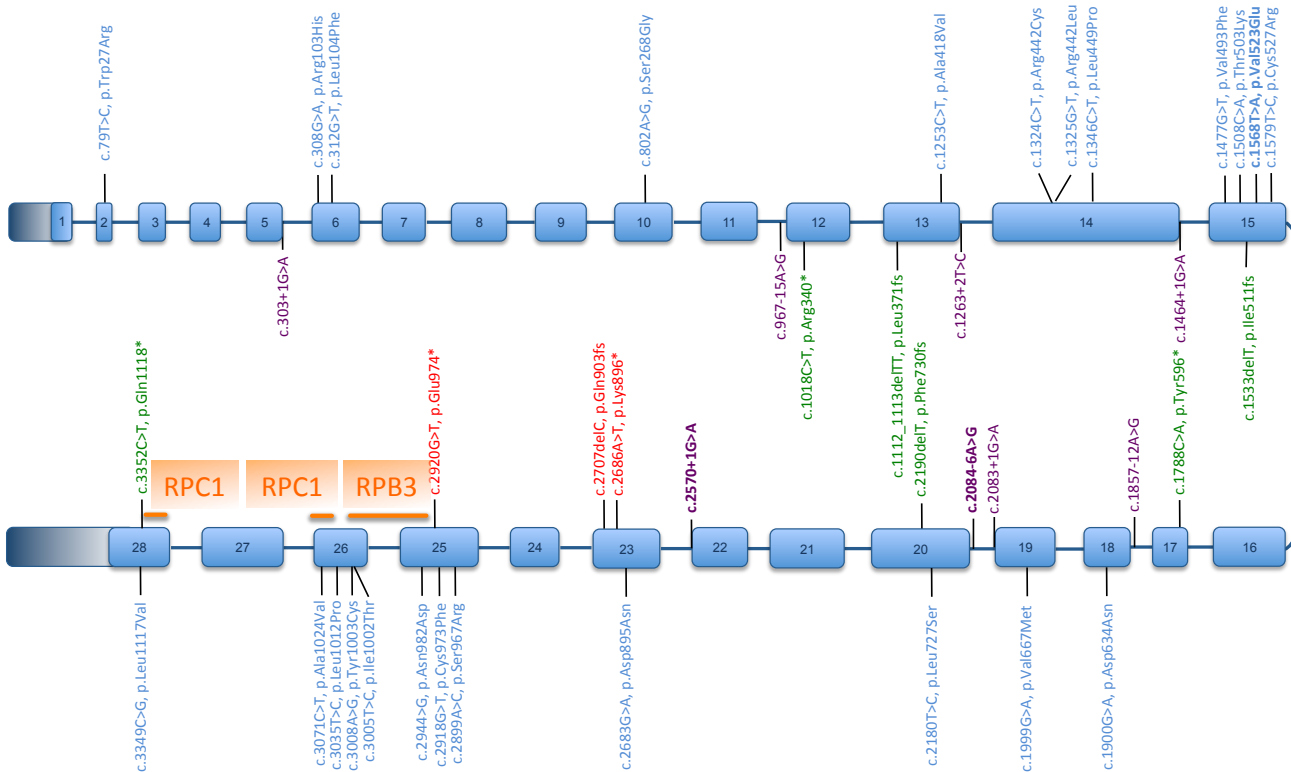 c.79T>C, p.Trp27Arg
c.308G>A, p.Arg103His
c.312G>T, p.Leu104Phe
c.802A>G, p.Ser268Gly
c.1253C>T, p.Ala418Val
c.1324C>T, p.Arg442Cys
c.1325G>T, p.Arg442Leu
c.1346C>T, p.Leu449Pro
c.1477G>T, p.Val493Phe
c.1508C>A, p.Thr503Lys
c.1568T>A, p.Val523Glu
c.1579T>C, p.Cys527Arg
1
2
3
4
5
6
7
8
9
10
11
12
13
14
15
c.303+1G>A
c.967-15A>G
c.1018C>T, p.Arg340*
c.1112_1113delTT, p.Leu371fs
c.1263+2T>C
c.1464+1G>A
c.1533delT, p.Ile511fs
c.3352C>T, p.Gln1118*
RPC1
RPC1
RPB3
c.2920G>T, p.Glu974*
c.2707delC, p.Gln903fs
c.2686A>T, p.Lys896*
c.2570+1G>A
c.2190delT, p.Phe730fs
c.2084-6A>G
c.2083+1G>A
c.1857-12A>G
c.1788C>A, p.Tyr596*
28
27
26
25
24
23
22
21
20
19
18
17
16
c.3349C>G, p.Leu1117Val
c.3071C>T, p.Ala1024Val
c.3035T>C, p.Leu1012Pro
c.3008A>G, p.Tyr1003Cys
c.3005T>C, p.Ile1002Thr
c.2944>G, p.Asn982Asp
c.2918G>T, p.Cys973Phe
c.2899A>C, p.Ser967Arg
c.2683G>A, p.Asp895Asn
c.2180T>C, p.Leu727Ser
c.1999G>A, p.Val667Met
c.1900G>A, p.Asp634Asn